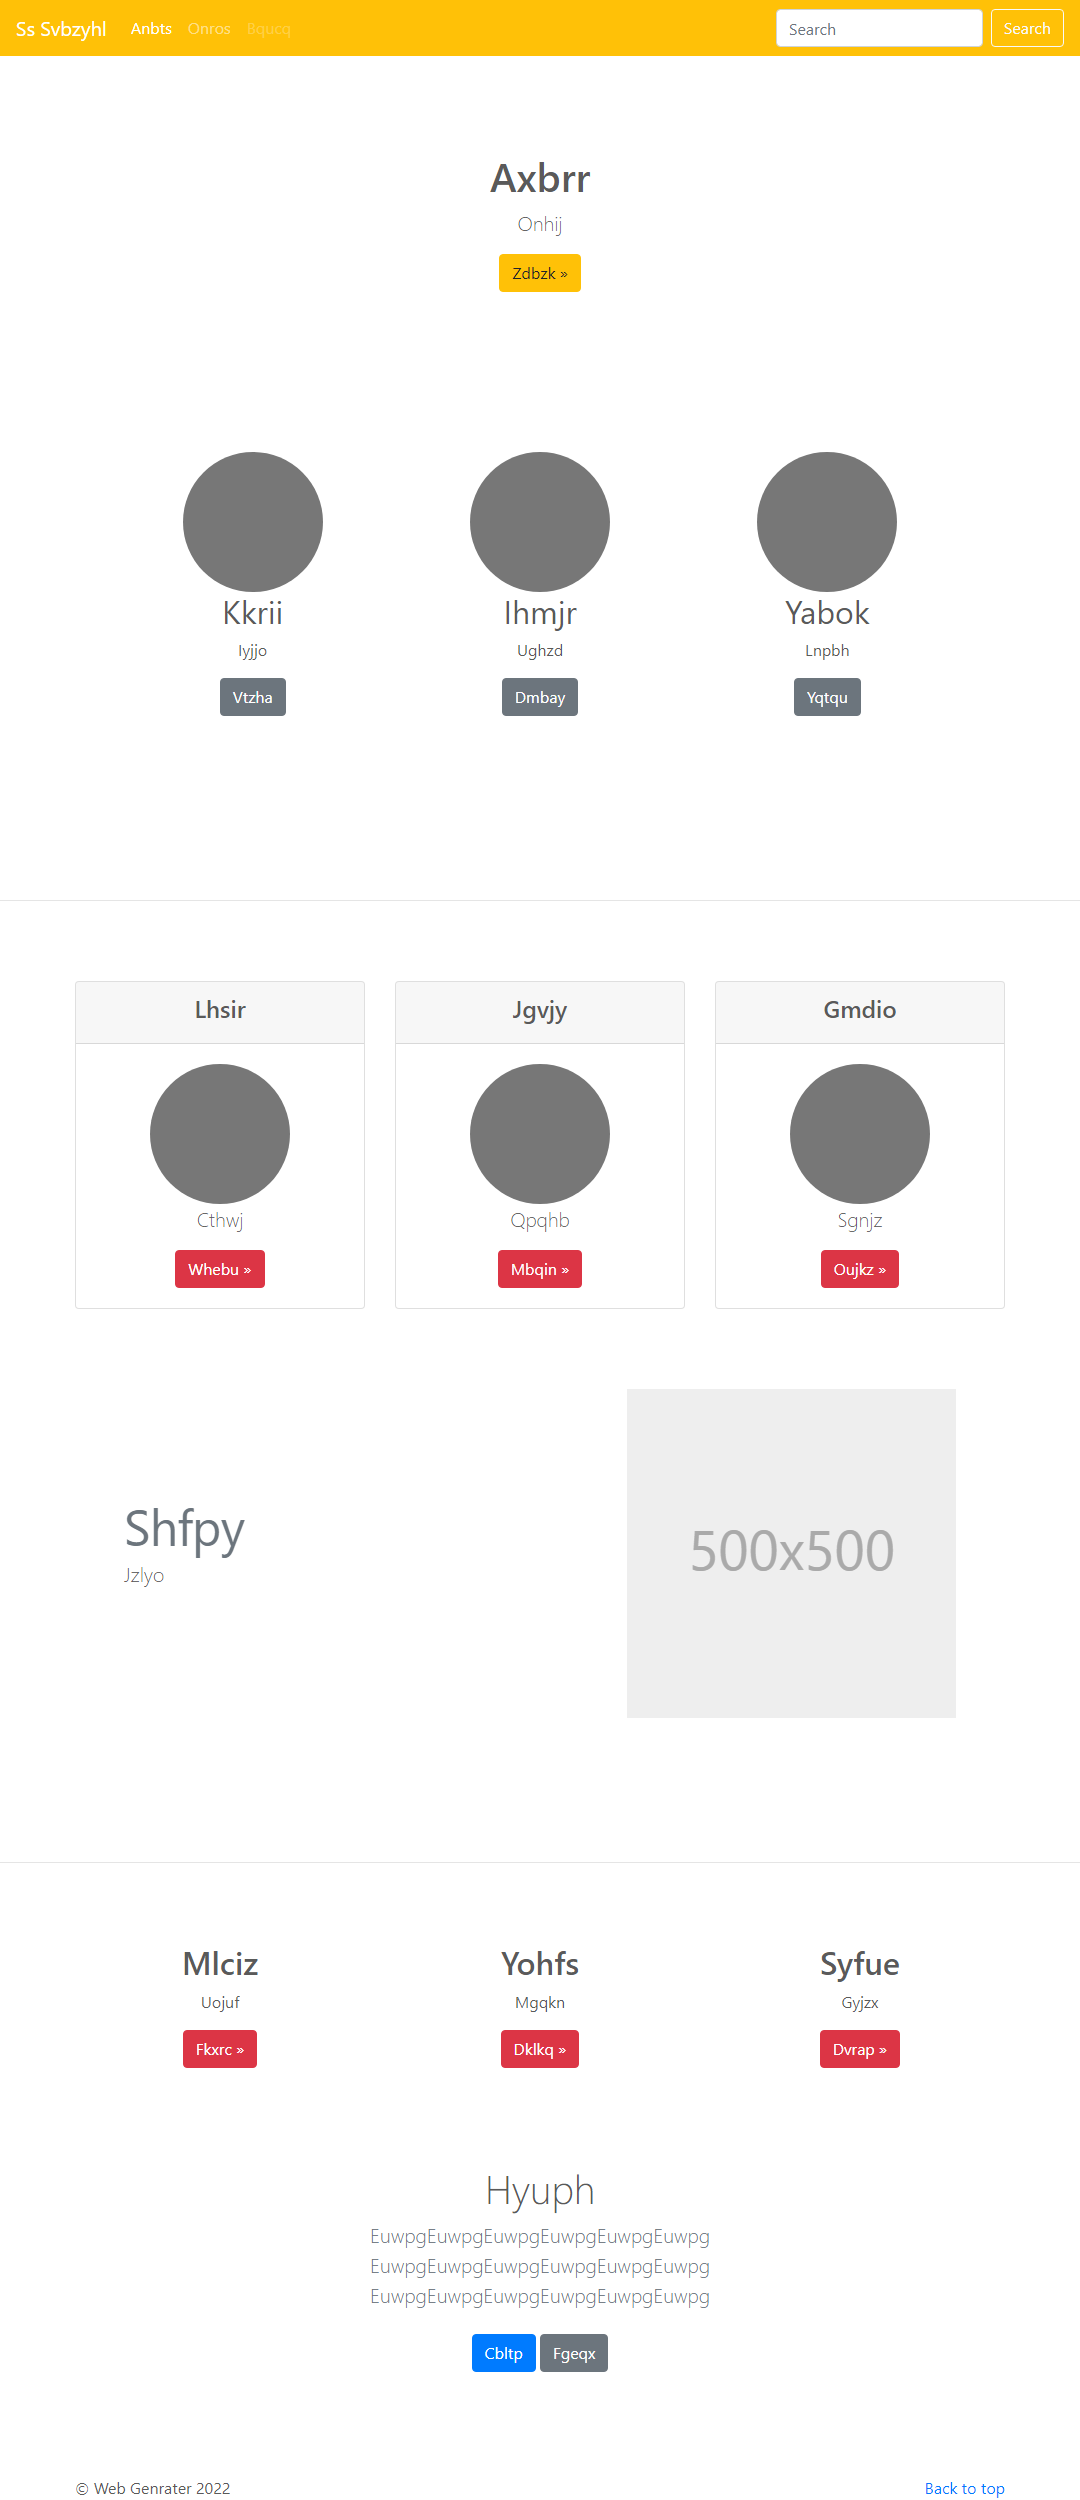 Ss Svbzyhl Anbts Onros Bqucq Search Search
Axbrr
Onhij
Zdbzk »
Kkrii Ihmjr Yabok
Iyjjo Ughzd Lnpbh
Vtzha Dmbay Yqtqu
Lhsir Jgvjy Gmdio
Cthwj Qpqhb Sgnjz
Whebu » Mbqin » Oujkz »
Shfpy
Jzlyo
500x500
Mlciz Yohfs Syfue
Uojuf Mgqkn Gyjzx
Fkxrc » Dklkq » Dvrap »
Hyuph
EuwpgEuwpgEuwpgEuwpgEuwpgEuwpg
EuwpgEuwpgEuwpgEuwpgEuwpgEuwpg
EuwpgEuwpgEuwpgEuwpgEuwpgEuwpg
Cbltp Fgeqx
© Web Genrater 2022 Back to top